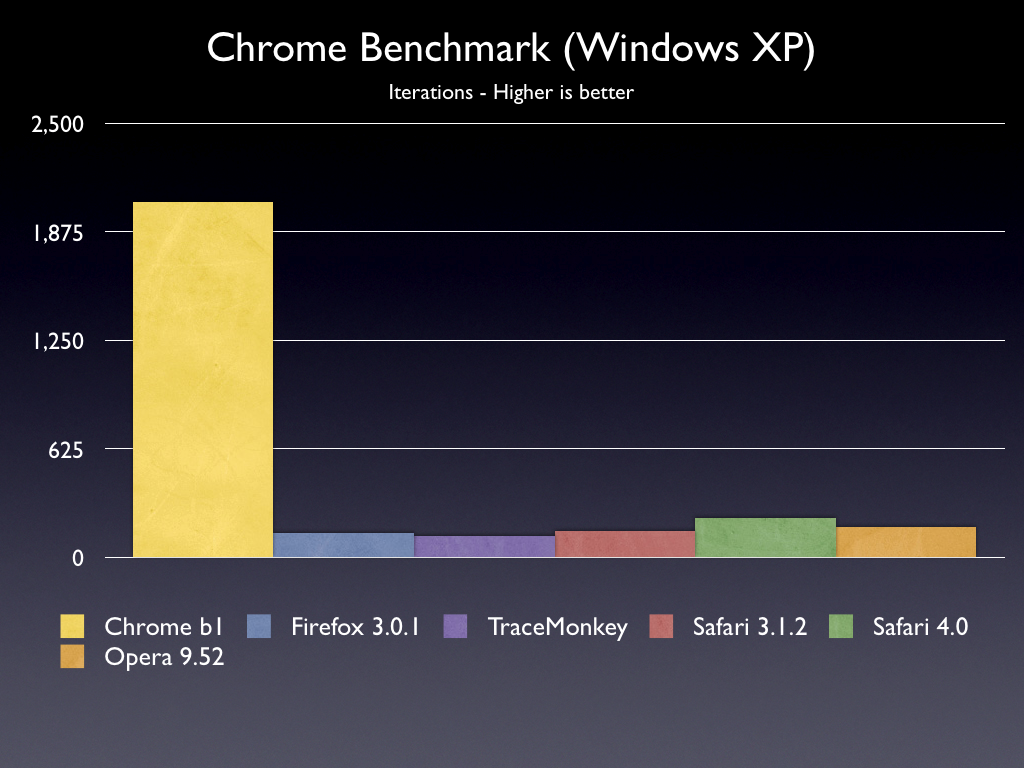 Chrome Benchmark (Windows XP)
Iterations - Higher is better
2,500
1,875
1,250
625
0
Chrome b1 Firefox 3.0.1 TraceMonkey Safari 3.1.2 Safari 4.0
Opera 9.52